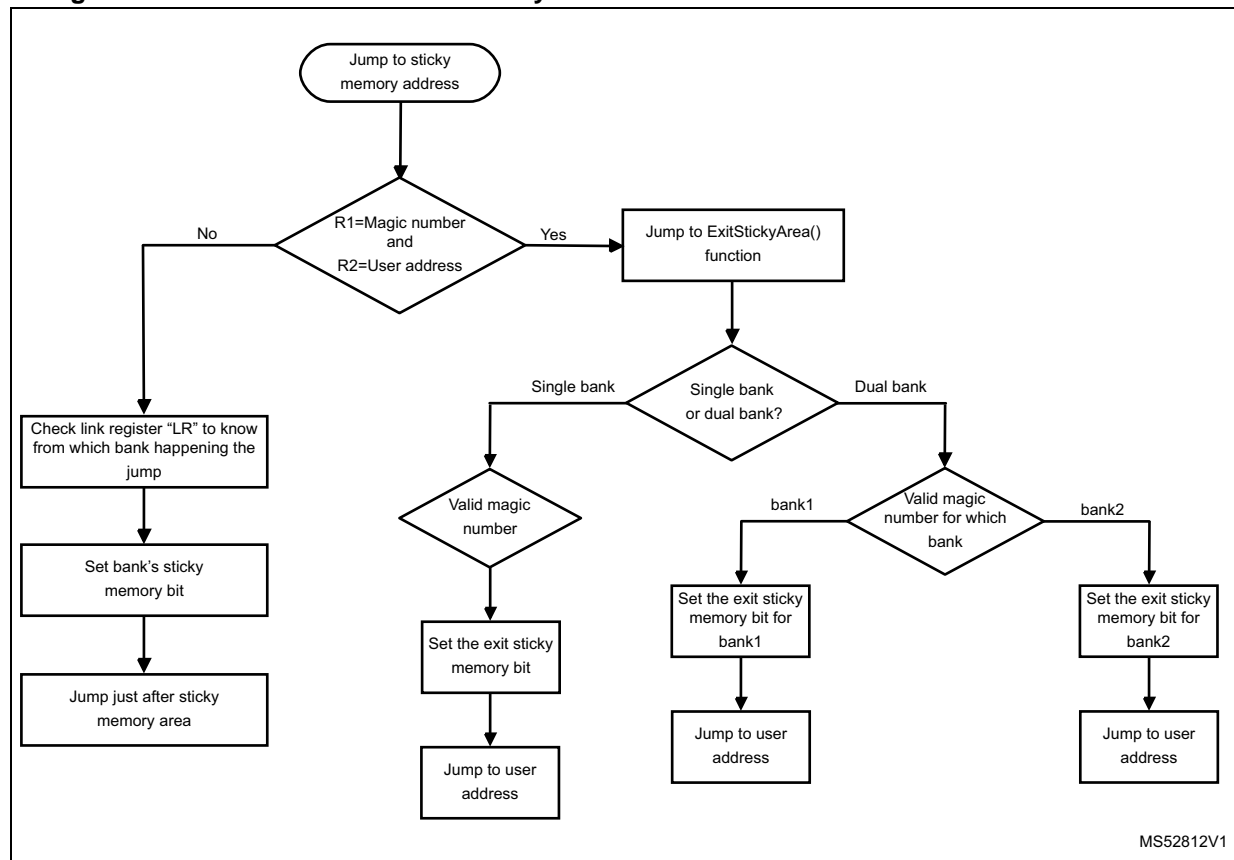 Jump to sticky
memory address
R1=Magic number
and
R2=User address
No
Yes
Jump to ExitStickyArea()
function
Single bank
or dual bank?
Single bank
Dual bank
Check link register “LR” to know
from which bank happening the
jump
Set bank's sticky
memory bit
Jump just after sticky
memory area
Valid magic
number
Set the exit sticky
memory bit
Jump to user
address
Valid magic
number for which
bank
bank1
bank2
Set the exit sticky
memory bit for
bank1
Jump to user
address
Set the exit sticky
memory bit for
bank2
Jump to user
address
MS52812V1